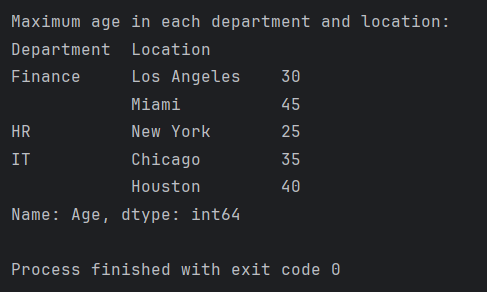 Maximum age in each department and location:
Department  Location
Finance     Los Angeles    30
            Miami          45
HR          New York       25
IT          Chicago        35
            Houston        40
Name: Age, dtype: int64

Process finished with exit code 0